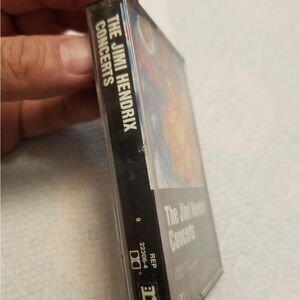 THE JIMI HENDRIX
CONCERTS
REP
22306-4
The Jimi Hendrix
Concerts